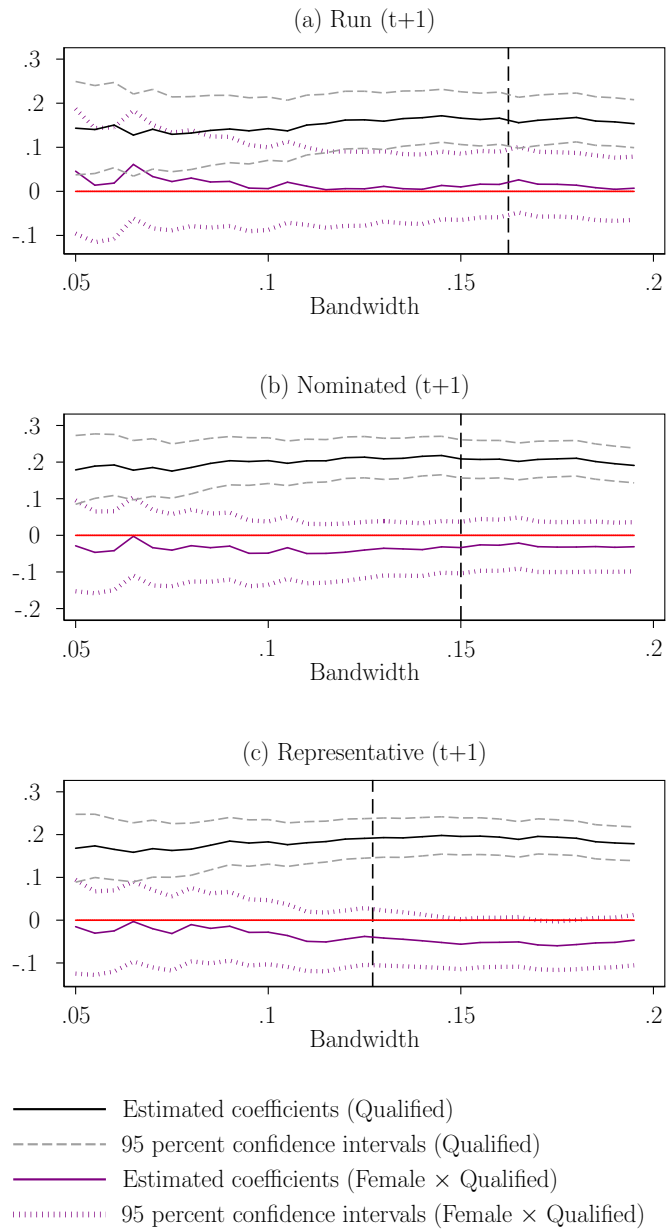 (a) Run (t+1)
.3
.2
.1
0
-.1
.05 .1 .15 .2
Bandwidth
(b) Nominated (t+1)
.3
.2
.1
0
-.1
-.2
.05 .1 .15 .2
Bandwidth
(c) Representative (t+1)
.3
.2
.1
0
-.1
.05 .1 .15 .2
Bandwidth
Estimated coefficients (Qualified)
95 percent confidence intervals (Qualified)
Estimated coefficients (Female × Qualified)
95 percent confidence intervals (Female × Qualified)